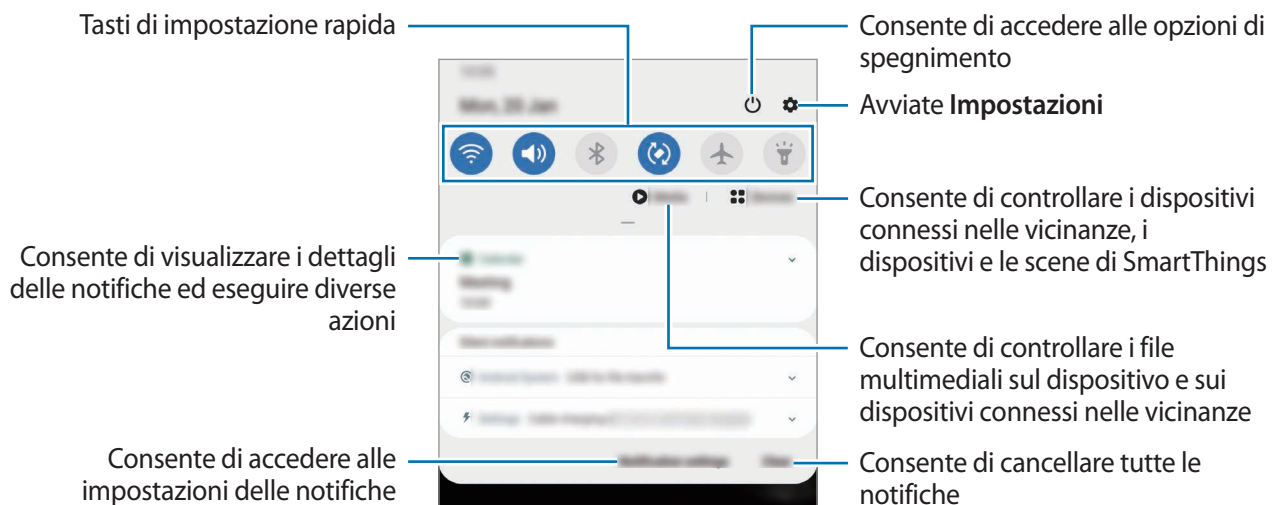 Tasti di impostazione rapida
Consente di accedere alle opzioni di
spegnimento
Avviate Impostazioni
Consente di controllare i dispositivi
connessi nelle vicinanze, i
dispositivi e le scene di SmartThings
Consente di visualizzare i dettagli
delle notifiche ed eseguire diverse
azioni
Consente di controllare i file
multimediali sul dispositivo e sui
dispositivi connessi nelle vicinanze
Consente di accedere alle
impostazioni delle notifiche
Consente di cancellare tutte le
notifiche